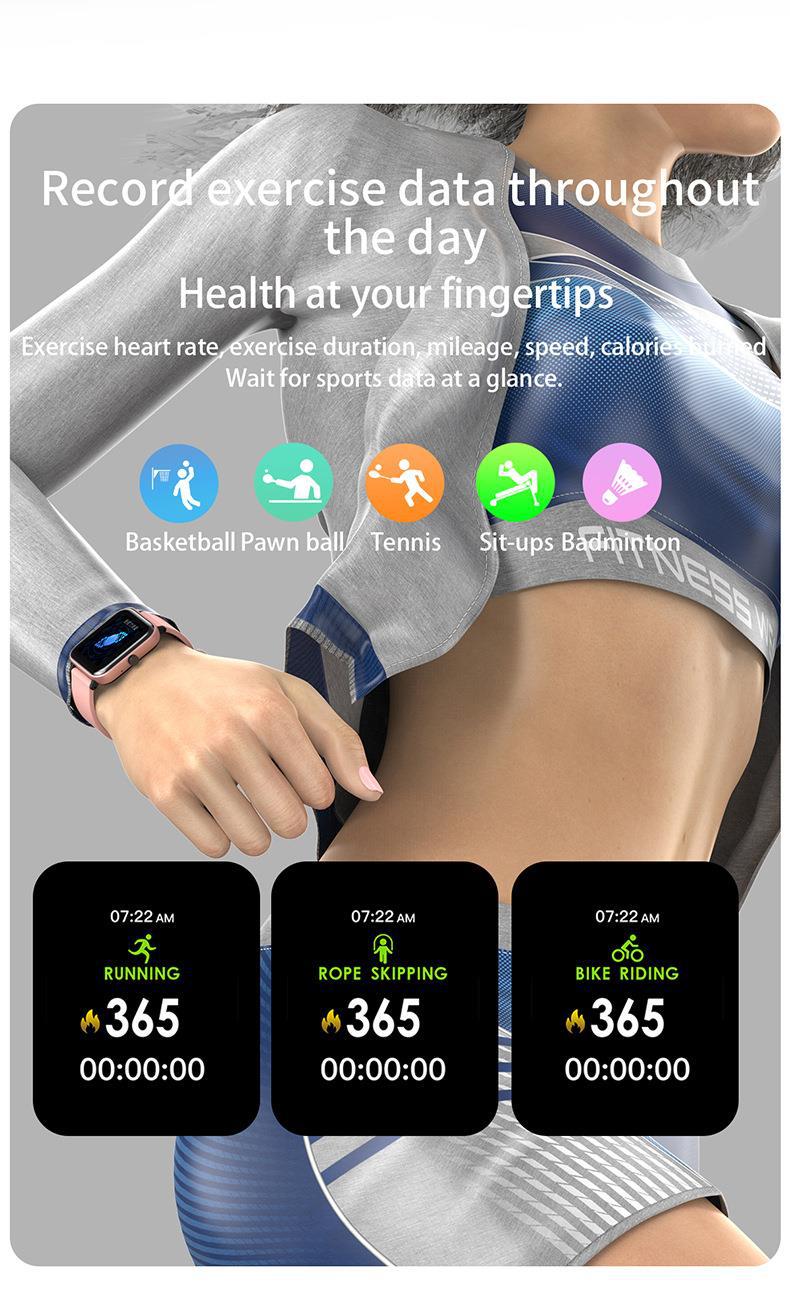 Record exercise data throughout
the day
Health at your fingertips
Exercise heart rate, exercise duration, mileage, speed, calories burned
Wait for sports data at a glance.
Basketball Pawn ball Tennis Sit-ups Badminton
FITNESS
07:22 AM 07:22 AM 07:22 AM
RUNNING ROPE SKIPPING BIKE RIDING
365 365 365
00:00:00 00:00:00 00:00:00